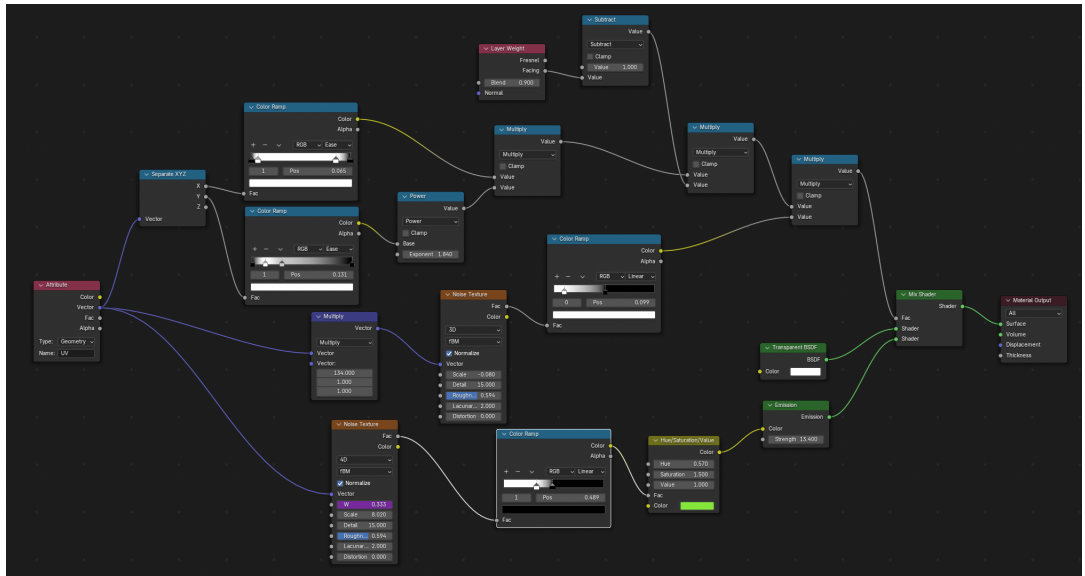 Subtract
Value
Subtract
Clamp
Value 1.000
Value
Layer Weight
Fresnel
Facing
Blend 0.900
Normal
Color Ramp
Color
Alpha
+ − RGB Ease
1 Pos 0.065
Fac
Multiply
Value
Multiply
Clamp
Value
Value
Multiply
Value
Multiply
Clamp
Value
Value
Multiply
Value
Multiply
Clamp
Value
Value
Separate XYZ
X
Y
Z
Vector
Color Ramp
Color
Alpha
+ − RGB Ease
1 Pos 0.131
Fac
Power
Value
Power
Clamp
Base
Exponent 1.840
Color Ramp
Color
Alpha
+ − RGB Linear
0 Pos 0.099
Fac
Attribute
Color
Vector
Fac
Alpha
Type: Geometry
Name: UV
Multiply
Vector
Multiply
Vector
Vector:
134.000
1.000
1.000
Noise Texture
Fac
Color
3D
fBM
Normalize
Vector
Scale -0.080
Detail 15.000
Roughn... 0.594
Lacunar... 2.000
Distortion 0.000
Mix Shader
Shader
Fac
Shader
Shader
Material Output
All
Surface
Volume
Displacement
Thickness
Transparent BSDF
BSDF
Color
Emission
Emission
Color
Strength 13.400
Noise Texture
Fac
Color
4D
fBM
Normalize
Vector
W 0.333
Scale 8.020
Detail 15.000
Roughn... 0.594
Lacunar... 2.000
Distortion 0.000
Color Ramp
Color
Alpha
+ − RGB Linear
1 Pos 0.489
Fac
Hue/Saturation/Value
Color
Hue 0.570
Saturation 1.500
Value 1.000
Fac
Color